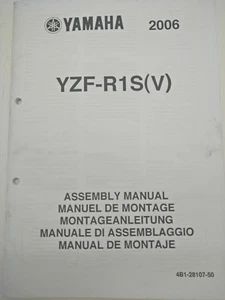 YAMAHA 2006
YZF-R1S(V)
ASSEMBLY MANUAL
MANUEL DE MONTAGE
MONTAGEANLEITUNG
MANUALE DI ASSEMBLAGGIO
MANUAL DE MONTAJE
4B1-28107-50